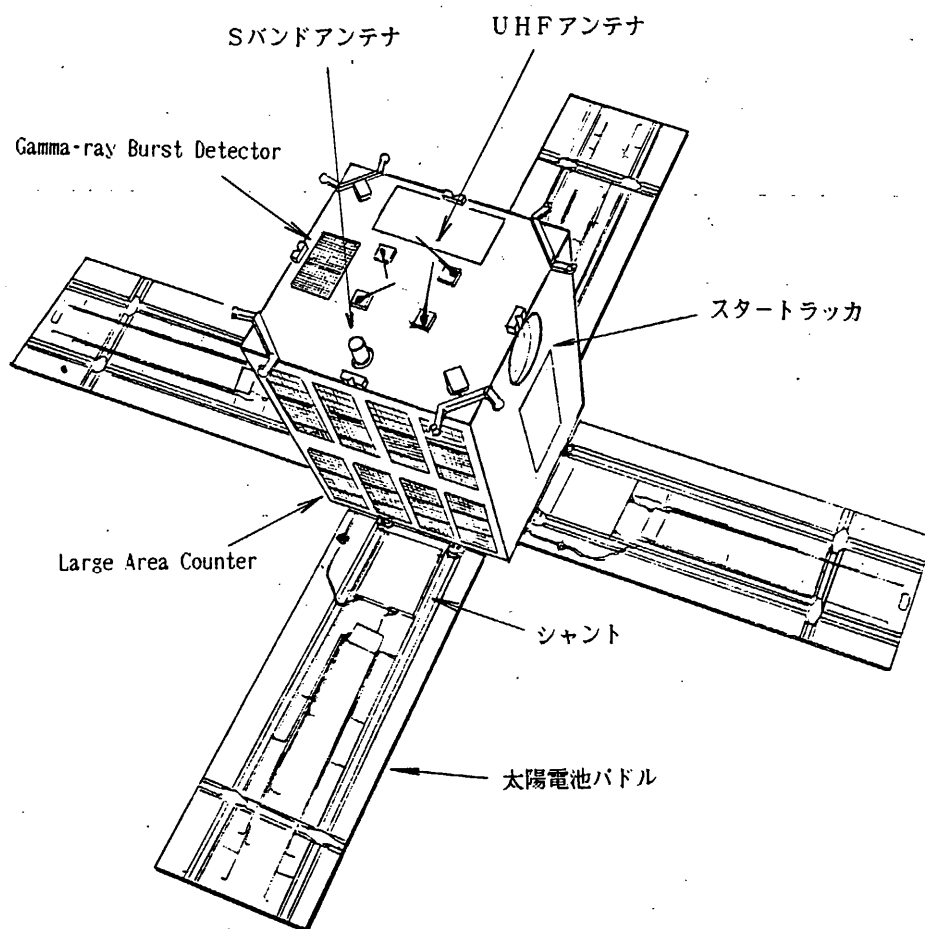 Sバンドアンテナ
UHFアンテナ
Gamma-ray Burst Detector
スタートラッカ
Large Area Counter
シャント
太陽電池パドル